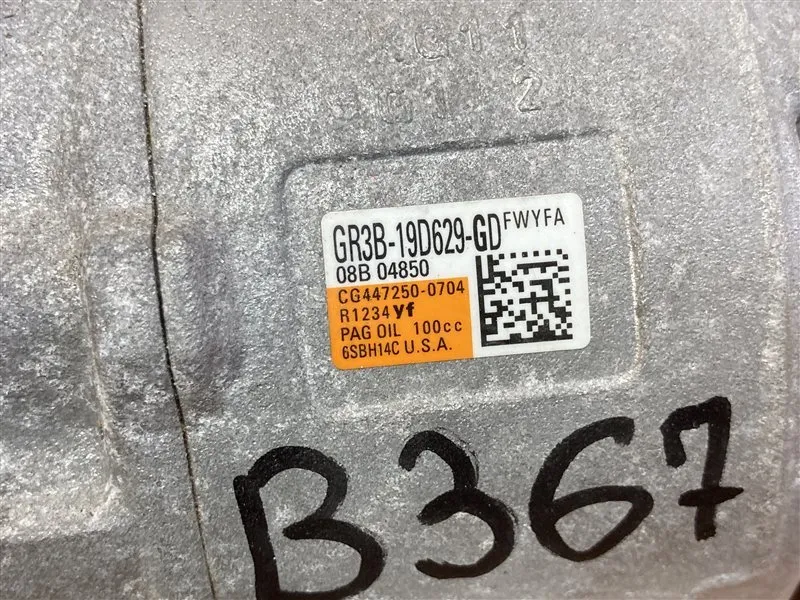 GR3B-19D629-GD FWYFA
08B 04850
CG447250-0704
R1234yf
PAG OIL 100cc
6SBH14C U.S.A.
B367